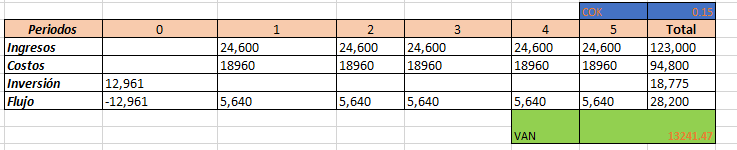 COK 0.15
Periodos 0 1 2 3 4 5 Total
Ingresos 24,600 24,600 24,600 24,600 24,600 123,000
Costos 18960 18960 18960 18960 18960 94,800
Inversión 12,961 18,775
Flujo -12,961 5,640 5,640 5,640 5,640 5,640 28,200
VAN 13241.47